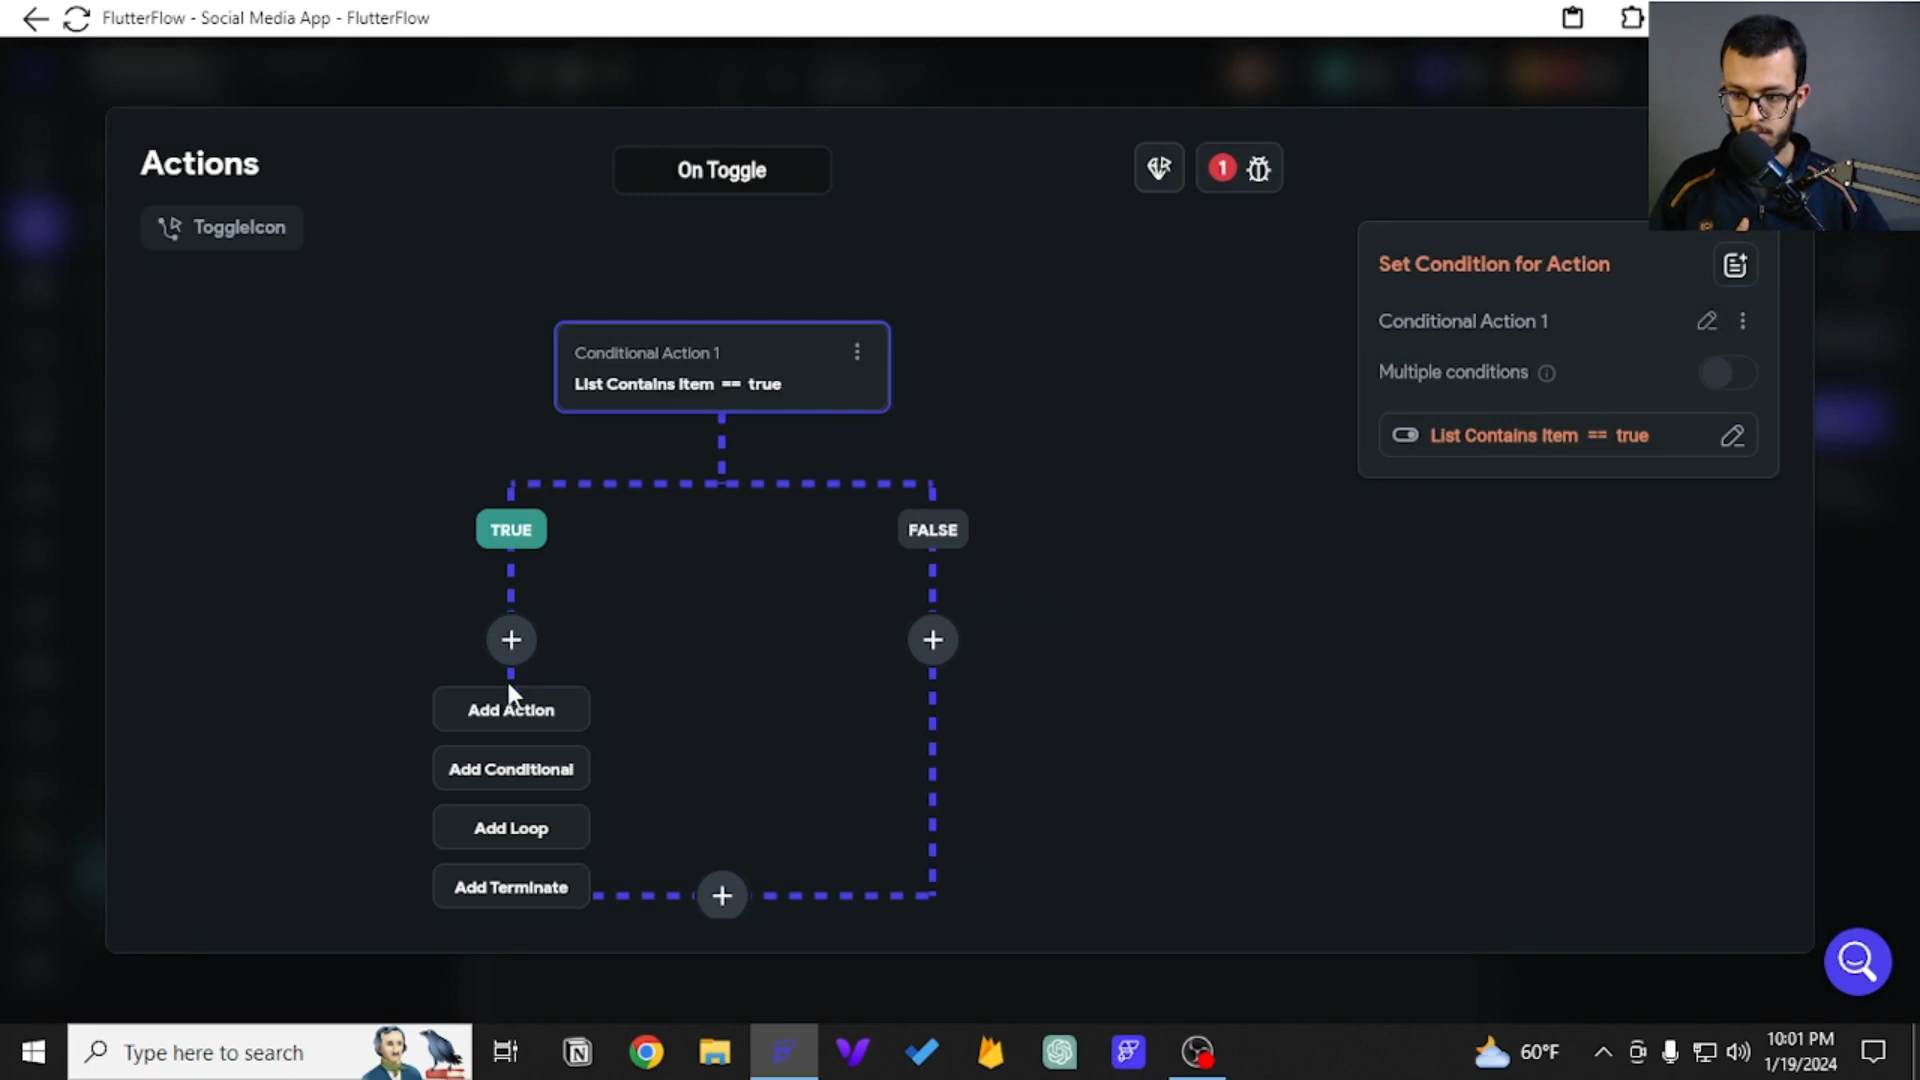 FlutterFlow - Social Media App - FlutterFlow
Actions
On Toggle
1
ToggleIcon
Set Condition for Action
Conditional Action 1
Multiple conditions
List Contains Item == true
Conditional Action 1
List Contains Item == true
TRUE
FALSE
Add Action
Add Conditional
Add Loop
Add Terminate
Type here to search
60°F
10:01 PM
1/19/2024